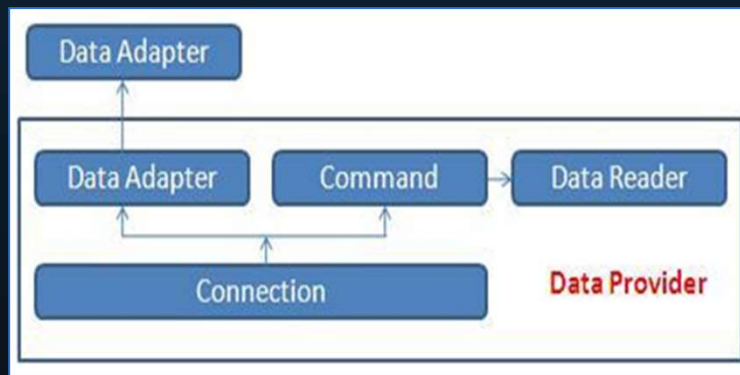 Data Adapter
Data Adapter
Command
Data Reader
Connection
Data Provider